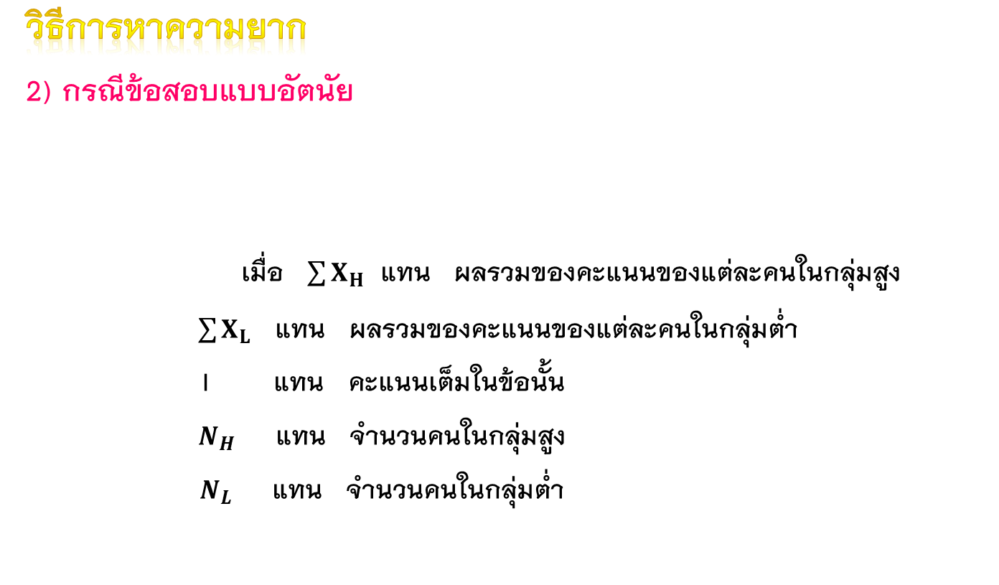 วิธีการหาความยาก
2) กรณีข้อสอบแบบอัตนัย
เมื่อ ∑X_H แทน ผลรวมของคะแนนของแต่ละคนในกลุ่มสูง
∑X_L แทน ผลรวมของคะแนนของแต่ละคนในกลุ่มต่ำ
I แทน คะแนนเต็มในข้อนั้น
N_H แทน จำนวนคนในกลุ่มสูง
N_L แทน จำนวนคนในกลุ่มต่ำ